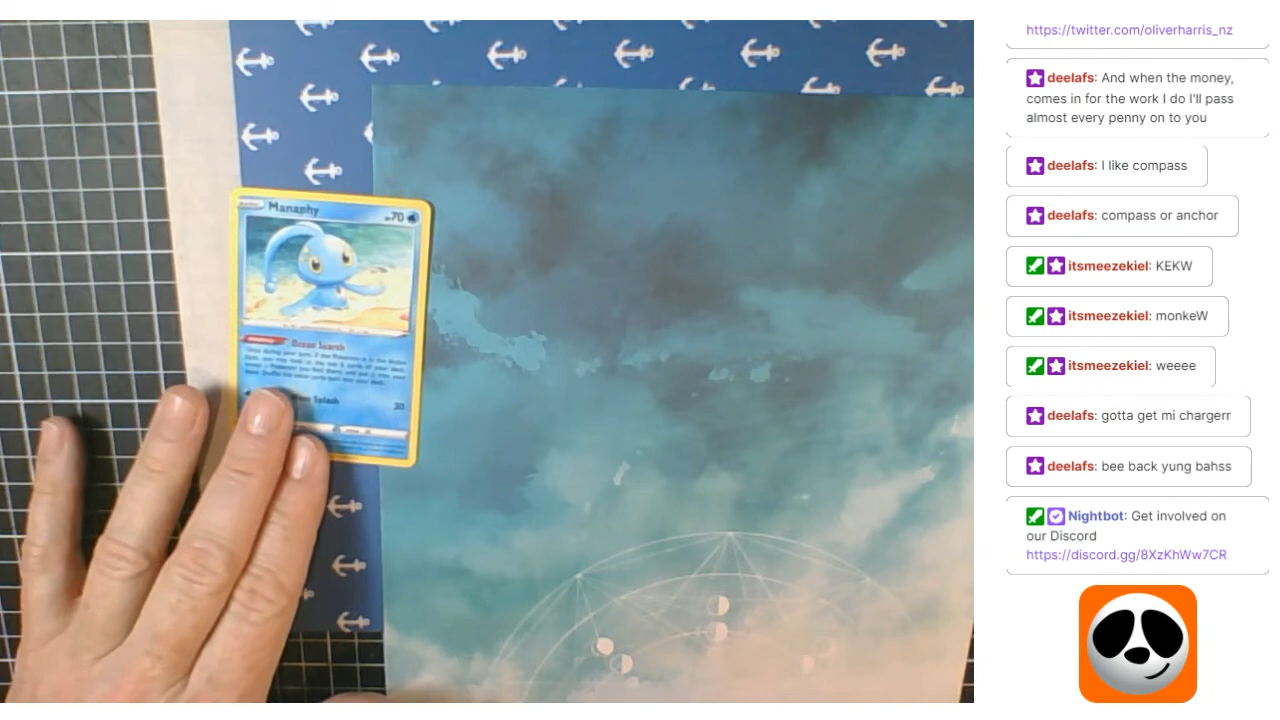 https://twitter.com/oliverharris_nz
deelafs: And when the money,
comes in for the work I do I'll pass
almost every penny on to you
deelafs: I like compass
deelafs: compass or anchor
itsmeezekiel: KEKW
itsmeezekiel: monkeW
itsmeezekiel: weeee
deelafs: gotta get mi chargerr
deelafs: bee back yung bahss
Nightbot: Get involved on
our Discord
https://discord.gg/8XzKhWw7CR
Manaphy
70
Ocean Search
Splash
30